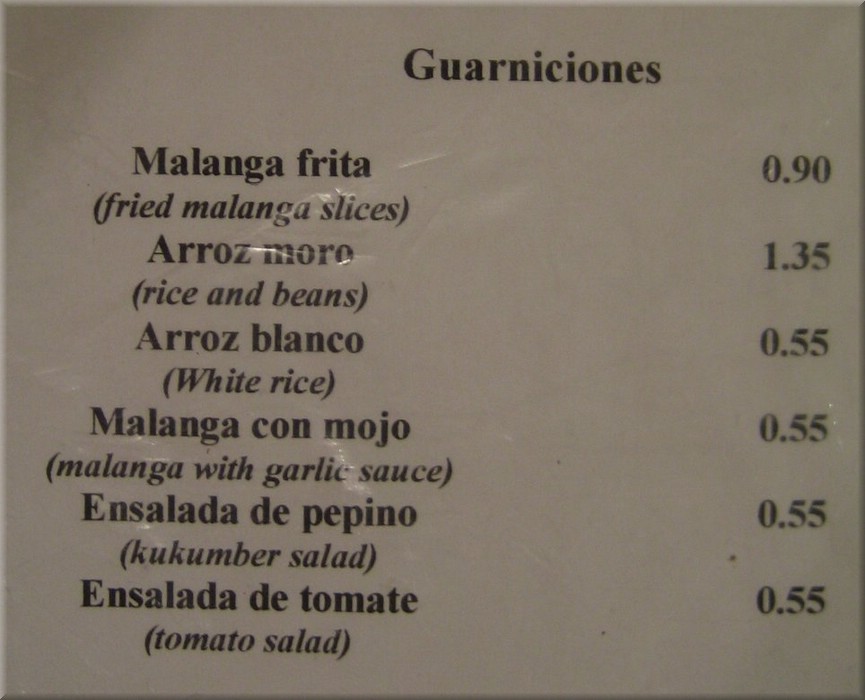 Guarniciones
Malanga frita 0.90
(fried malanga slices)
Arroz moro 1.35
(rice and beans)
Arroz blanco 0.55
(White rice)
Malanga con mojo 0.55
(malanga with garlic sauce)
Ensalada de pepino 0.55
(kukumber salad)
Ensalada de tomate 0.55
(tomato salad)